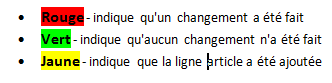 • Rouge - indique qu'un changement a été fait
• Vert - indique qu'aucun changement n'a été fait
• Jaune - indique que la ligne article a été ajoutée